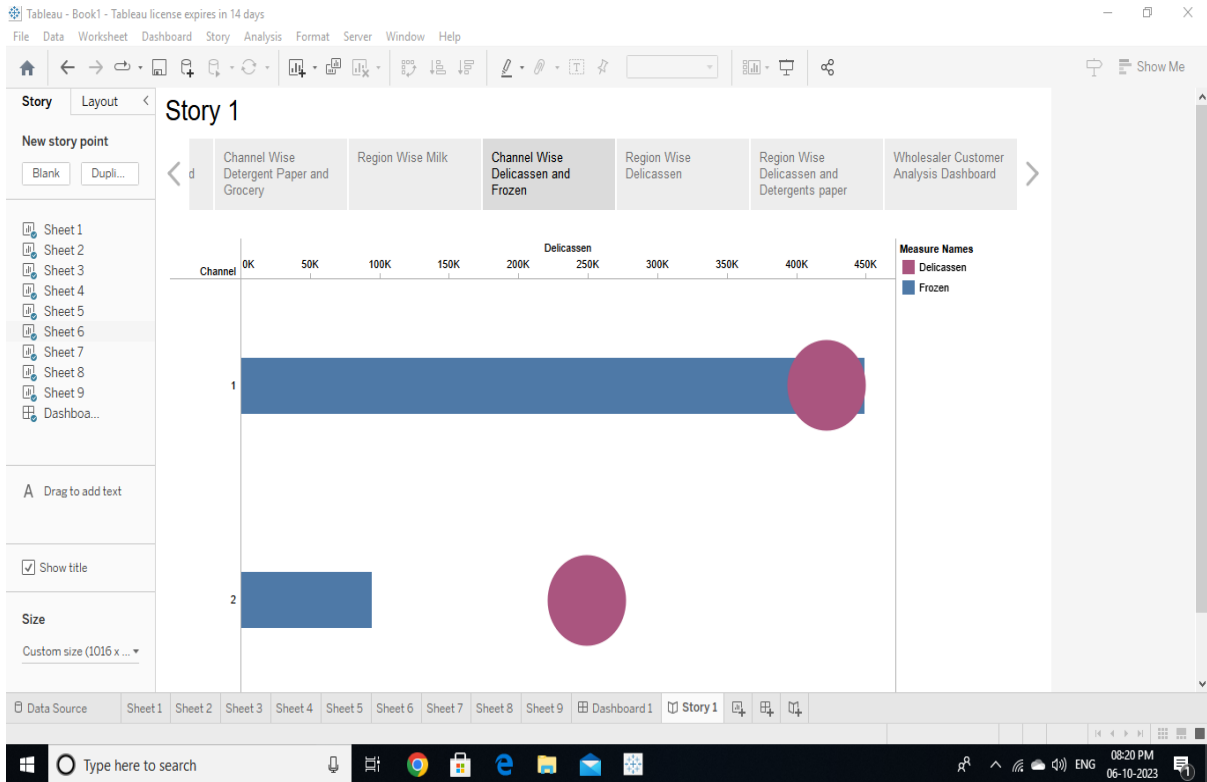 Tableau - Book1 - Tableau license expires in 14 days
File Data Worksheet Dashboard Story Analysis Format Server Window Help
Show Me
Story Layout
Story 1
New story point
Blank Dupli...
d
Channel Wise
Detergent Paper and
Grocery
Region Wise Milk
Channel Wise
Delicassen and
Frozen
Region Wise
Delicassen
Region Wise
Delicassen and
Detergents paper
Wholesaler Customer
Analysis Dashboard
Sheet 1
Sheet 2
Sheet 3
Sheet 4
Sheet 5
Sheet 6
Sheet 7
Sheet 8
Sheet 9
Dashboa...
Delicassen
Channel 0K 50K 100K 150K 200K 250K 300K 350K 400K 450K
1
2
Measure Names
Delicassen
Frozen
A Drag to add text
Show title
Size
Custom size (1016 x ...
Data Source Sheet 1 Sheet 2 Sheet 3 Sheet 4 Sheet 5 Sheet 6 Sheet 7 Sheet 8 Sheet 9 Dashboard 1 Story 1
Type here to search
ENG
08:20 PM
06-10-2023
1